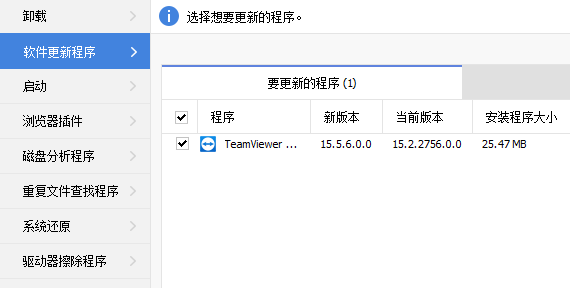 卸载
软件更新程序
启动
浏览器插件
磁盘分析程序
重复文件查找程序
系统还原
驱动器擦除程序
选择想要更新的程序。
要更新的程序 (1)
程序 新版本 当前版本 安装程序大小
TeamViewer ... 15.5.6.0.0 15.2.2756.0.0 25.47 MB